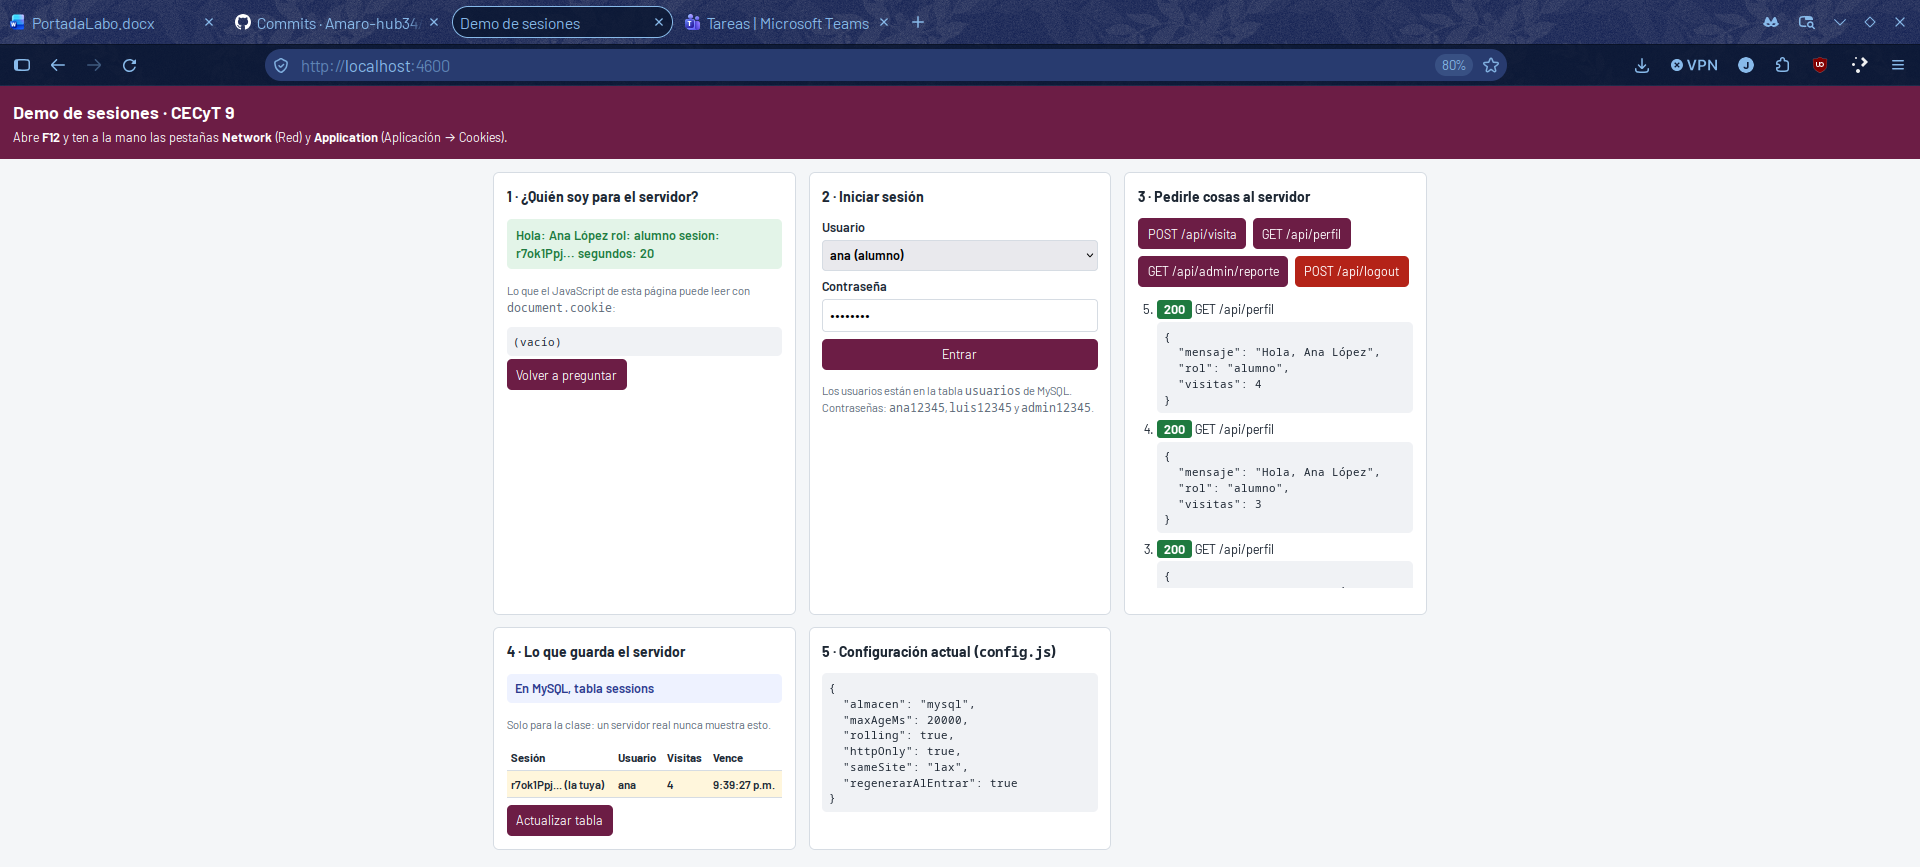 PortadaLabo.docx
Commits · Amaro-hub34
Demo de sesiones
Tareas | Microsoft Teams
http://localhost:4600
80%
VPN
J
Demo de sesiones · CECyT 9
Abre F12 y ten a la mano las pestañas Network (Red) y Application (Aplicación → Cookies).
1 · ¿Quién soy para el servidor?
Hola: Ana López rol: alumno sesion:
r7ok1Ppj... segundos: 20
Lo que el JavaScript de esta página puede leer con
document.cookie:
(vacío)
Volver a preguntar
2 · Iniciar sesión
Usuario
ana (alumno)
Contraseña
••••••••
Entrar
Los usuarios están en la tabla usuarios de MySQL.
Contraseñas: ana12345, luis12345 y admin12345.
3 · Pedirle cosas al servidor
POST /api/visita
GET /api/perfil
GET /api/admin/reporte
POST /api/logout
5. 200 GET /api/perfil
{
"mensaje": "Hola, Ana López",
"rol": "alumno",
"visitas": 4
}
4. 200 GET /api/perfil
{
"mensaje": "Hola, Ana López",
"rol": "alumno",
"visitas": 3
}
3. 200 GET /api/perfil
{
4 · Lo que guarda el servidor
En MySQL, tabla sessions
Solo para la clase: un servidor real nunca muestra esto.
Sesión Usuario Visitas Vence
r7ok1Ppj... (la tuya) ana 4 9:39:27 p.m.
Actualizar tabla
5 · Configuración actual (config.js)
{
"almacen": "mysql",
"maxAgeMs": 20000,
"rolling": true,
"httpOnly": true,
"sameSite": "lax",
"regenerarAlEntrar": true
}